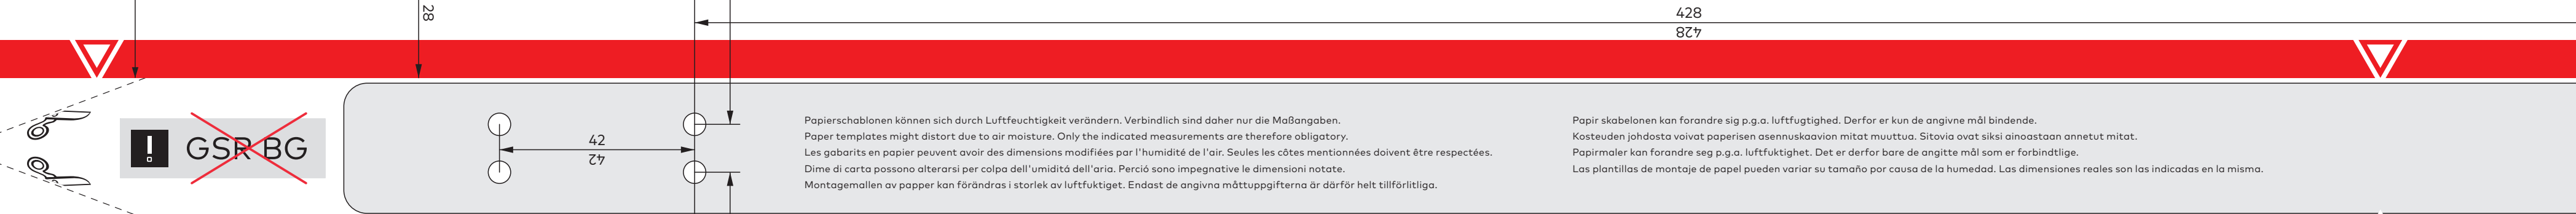 28
428
428
GSR BG
42
42
Papierschablonen können sich durch Luftfeuchtigkeit verändern. Verbindlich sind daher nur die Maßangaben.
Paper templates might distort due to air moisture. Only the indicated measurements are therefore obligatory.
Les gabarits en papier peuvent avoir des dimensions modifiées par l'humidité de l'air. Seules les côtes mentionnées doivent être respectées.
Dime di carta possono alterarsi per colpa dell'umiditá dell'aria. Perció sono impegnative le dimensioni notate.
Montagemallen av papper kan förändras i storlek av luftfuktiget. Endast de angivna måttuppgifterna är därför helt tillförlitliga.
Papir skabelonen kan forandre sig p.g.a. luftfugtighed. Derfor er kun de angivne mål bindende.
Kosteuden johdosta voivat paperisen asennuskaavion mitat muuttua. Sitovia ovat siksi ainoastaan annetut mitat.
Papirmaler kan forandre seg p.g.a. luftfuktighet. Det er derfor bare de angitte mål som er forbindtlige.
Las plantillas de montaje de papel pueden variar su tamaño por causa de la humedad. Las dimensiones reales son las indicadas en la misma.